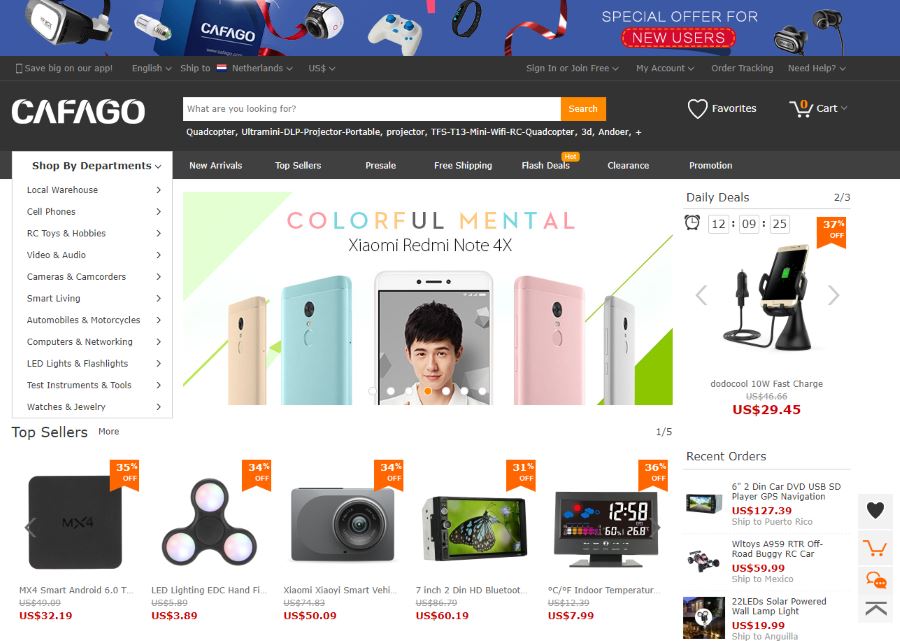 CAFAGO
www.cafago.com
SPECIAL OFFER FOR
NEW USERS
Save big on our app! English Ship to Netherlands US$ Sign In or Join Free My Account Order Tracking Need Help?
CAFAGO
What are you looking for? Search
Favorites 0 Cart
Quadcopter, Ultramini-DLP-Projector-Portable, projector, TFS-T13-Mini-Wifi-RC-Quadcopter, 3d, Andoer, +
Shop By Departments New Arrivals Top Sellers Presale Free Shipping Flash Deals Hot Clearance Promotion
Local Warehouse
Cell Phones
RC Toys & Hobbies
Video & Audio
Cameras & Camcorders
Smart Living
Automobiles & Motorcycles
Computers & Networking
LED Lights & Flashlights
Test Instruments & Tools
Watches & Jewelry
COLORFUL MENTAL
Xiaomi Redmi Note 4X
Daily Deals 2/3
12 : 09 : 25
37%
OFF
dodocool 10W Fast Charge
US$46.66
US$29.45
Top Sellers More 1/5
35%
OFF
MX4
MX4 Smart Android 6.0 T...
US$49.09
US$32.19
34%
OFF
LED Lighting EDC Hand Fi...
US$5.89
US$3.89
34%
OFF
Xiaomi Xiaoyi Smart Vehi...
US$74.83
US$50.09
31%
OFF
7 inch 2 Din HD Bluetoot...
US$86.79
US$60.19
36%
OFF
12:58
60% 26.8
°C/°F Indoor Temperatur...
US$12.39
US$7.99
Recent Orders
6" 2 Din Car DVD USB SD
Player GPS Navigation
US$127.39
Ship to Puerto Rico
Wltoys A959 RTR Off-
Road Buggy RC Car
US$59.99
Ship to Mexico
22LEDs Solar Powered
Wall Lamp Light
US$19.99
Ship to Anguilla